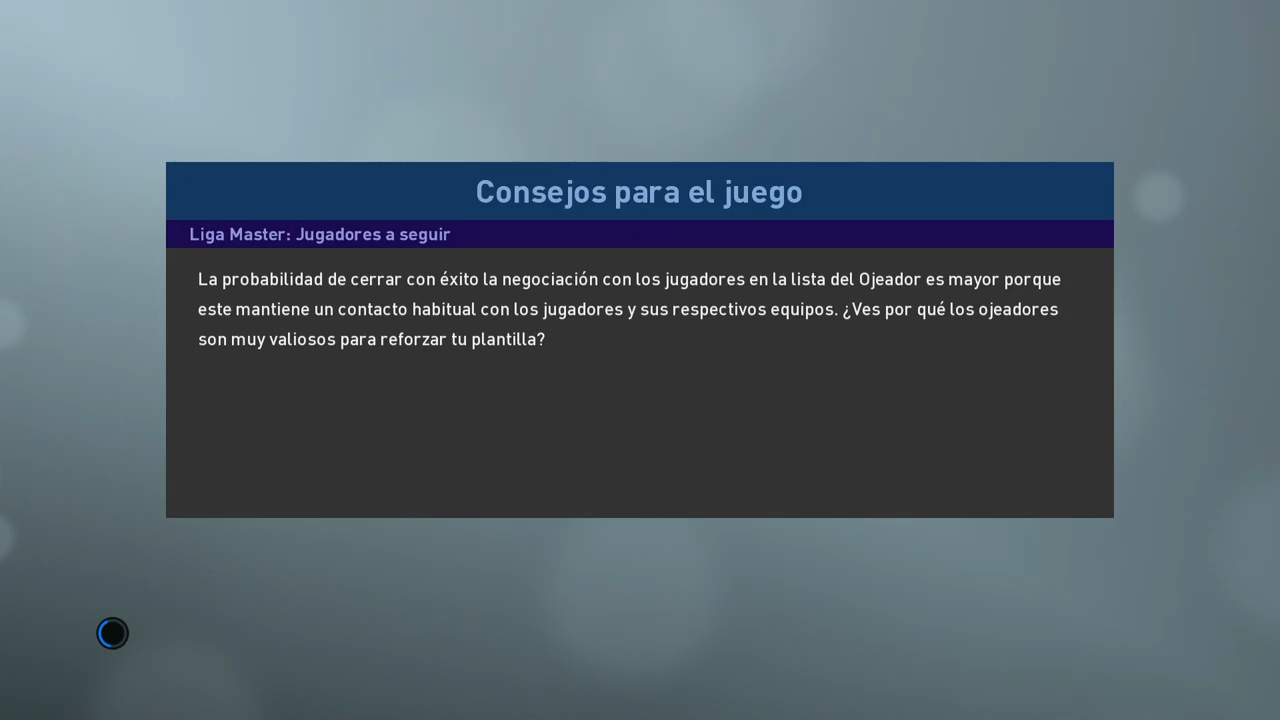 Consejos para el juego
Liga Master: Jugadores a seguir
La probabilidad de cerrar con éxito la negociación con los jugadores en la lista del Ojeador es mayor porque
este mantiene un contacto habitual con los jugadores y sus respectivos equipos. ¿Ves por qué los ojeadores
son muy valiosos para reforzar tu plantilla?